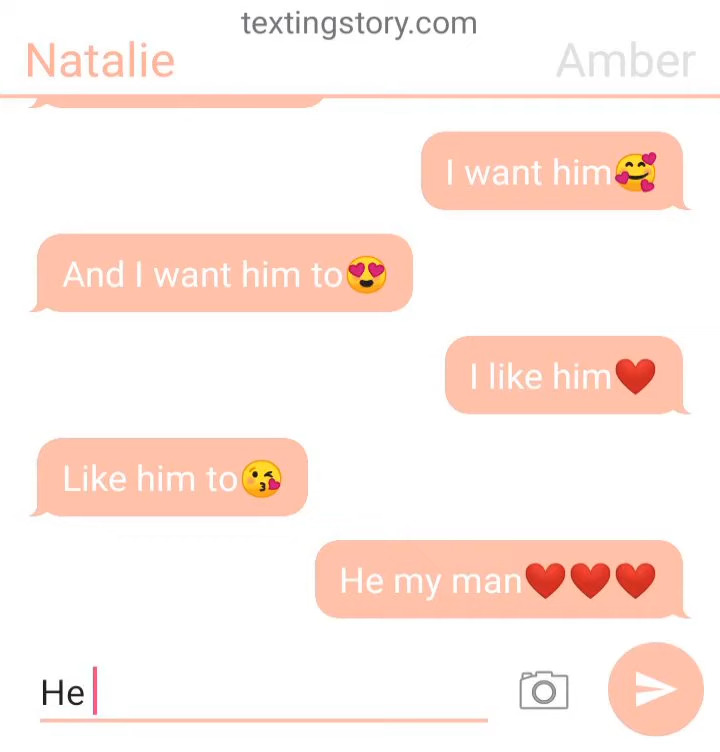 textingstory.com
Natalie
Amber
I want him🥰
And I want him to😍
I like him❤️
Like him to😘
He my man❤️❤️❤️
He